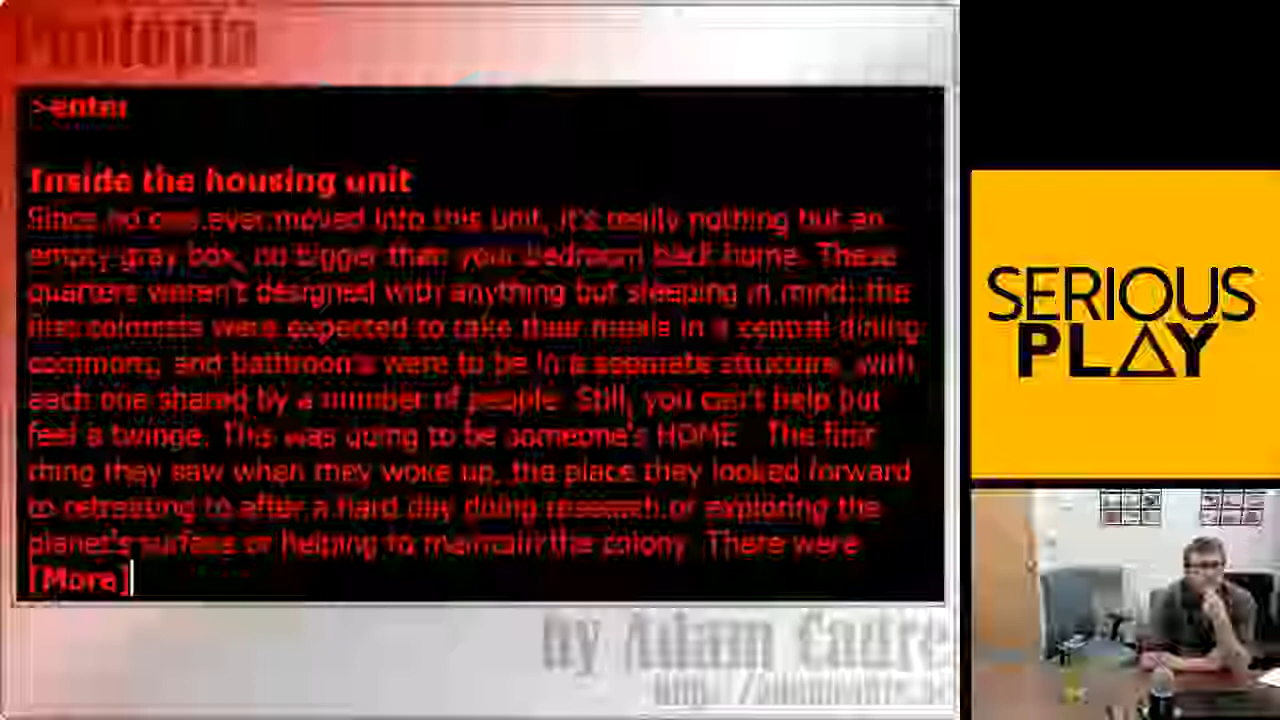 Photopia
>enter
Inside the housing unit
Since no one ever moved into this unit, it's really nothing but an
empty gray box, no bigger than your bedroom back home. These
quarters weren't designed with anything but sleeping in mind: the
first colonists were expected to take their meals in a central dining
commons, and bathrooms were to be in a separate structure, with
each one shared by a number of people. Still, you can't help but
feel a twinge. This was going to be someone's HOME. The first
thing they saw when they woke up, the place they looked forward
to retreating to after a hard day doing research or exploring the
planet's surface or helping to maintain the colony. There were
[More]
by Adam Cadre
SERIOUS
PLAY